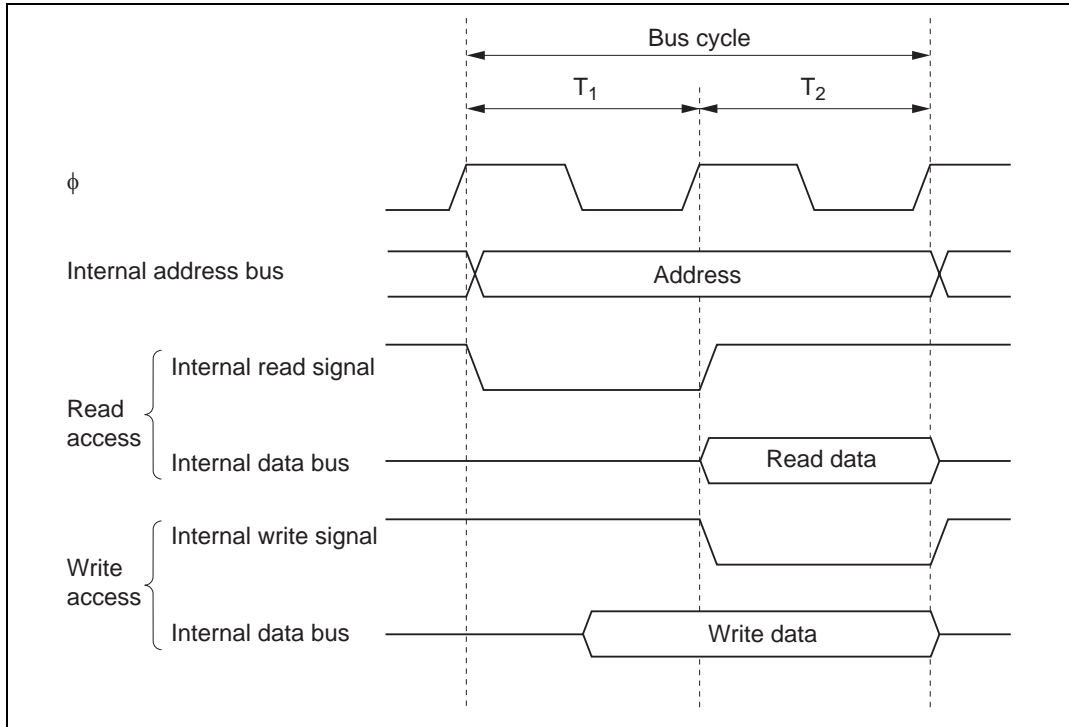 Bus cycle
T₁ T₂
ϕ
Internal address bus
Address
Internal read signal
Read
access
Internal data bus
Read data
Internal write signal
Write
access
Internal data bus
Write data